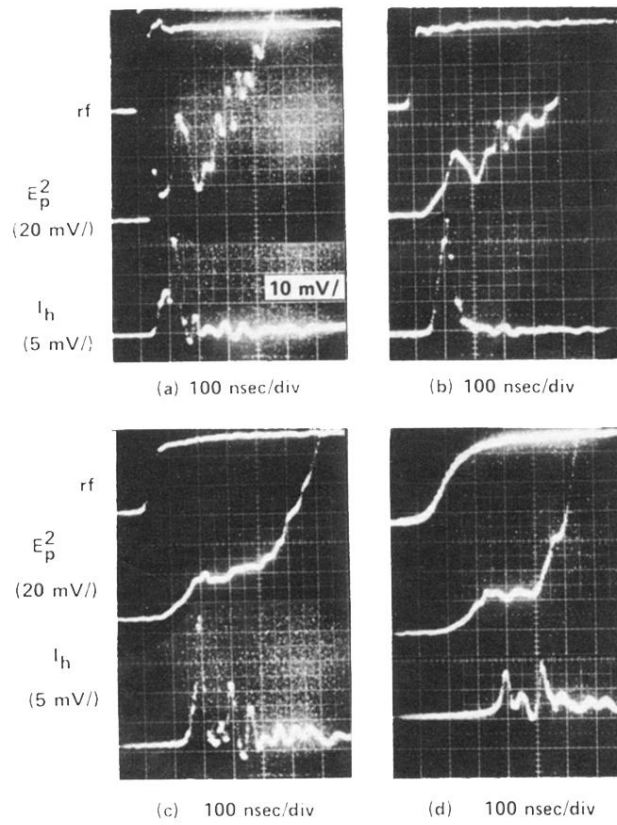 rf
E_p^2
(20 mV/)
10 mV/
I_h
(5 mV/)
(a) 100 nsec/div
(b) 100 nsec/div
rf
E_p^2
(20 mV/)
I_h
(5 mV/)
(c) 100 nsec/div
(d) 100 nsec/div